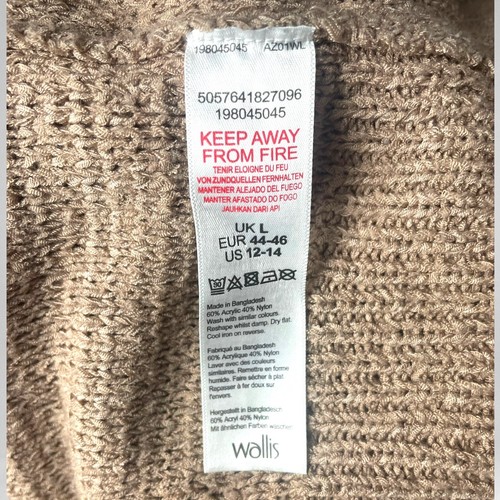 198045045 AZ01WL
5057641827096
198045045
KEEP AWAY
FROM FIRE
TENIR ELOIGNE DU FEU
VON ZUNDQUELLEN FERNHALTEN
MANTENER ALEJADO DEL FUEGO
MANTER AFASTADO DO FOGO
JAUHKAN DARI API
UK L
EUR 44-46
US 12-14
Made in Bangladesh
60% Acrylic 40% Nylon
Wash with similar colours.
Reshape whilst damp. Dry flat.
Cool iron on reverse.
Fabriqué au Bangladesh
60% Acrylique 40% Nylon
Laver avec des couleurs
similaires. Remettre en forme
humide. Faire sécher à plat.
Repasser à fer doux sur
l'envers.
Hergestellt in Bangladesch
60% Acryl 40% Nylon
Mit ähnlichen Farben waschen
wallis